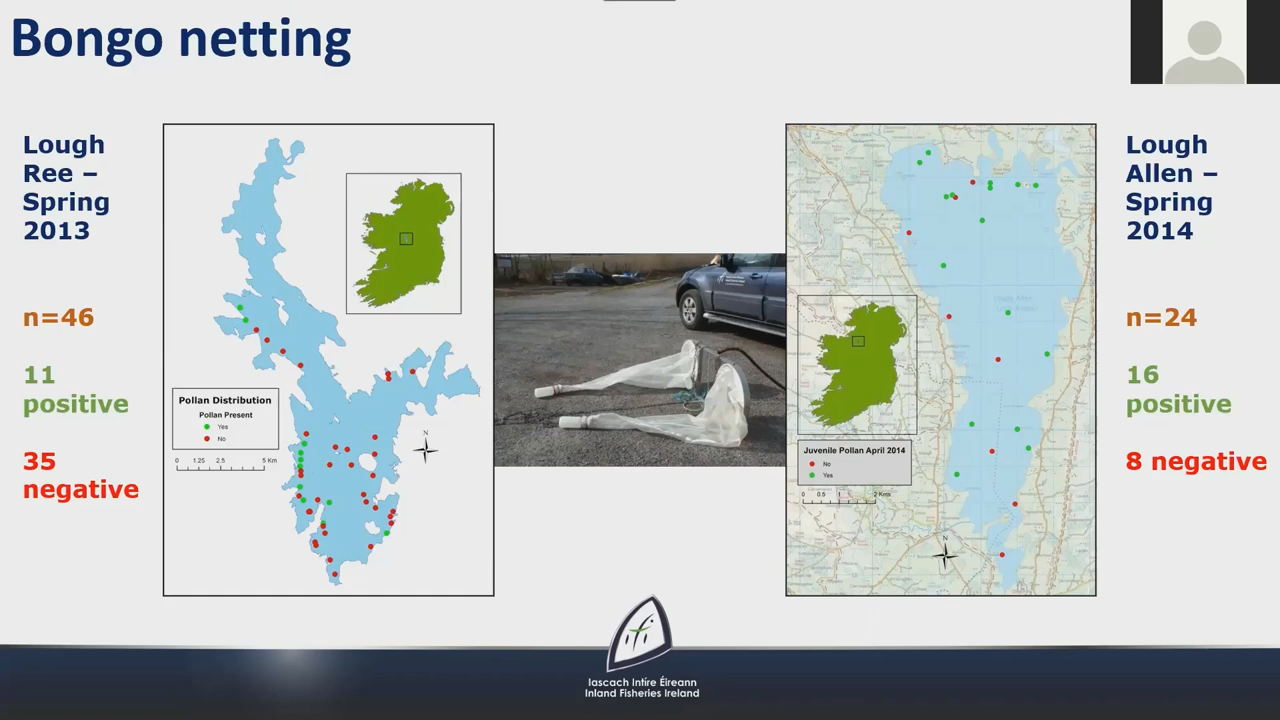 Bongo netting
Lough
Ree –
Spring
2013
n=46
11
positive
35
negative
Pollan Distribution
Pollan Present
Yes
No
0 1.25 2.5 5 Km
N
Juvenile Pollan April 2014
No
Yes
0 0.5 1 2 Kms
N
Lough
Allen –
Spring
2014
n=24
16
positive
8 negative
ifi
Iascach Intíre Éireann
Inland Fisheries Ireland